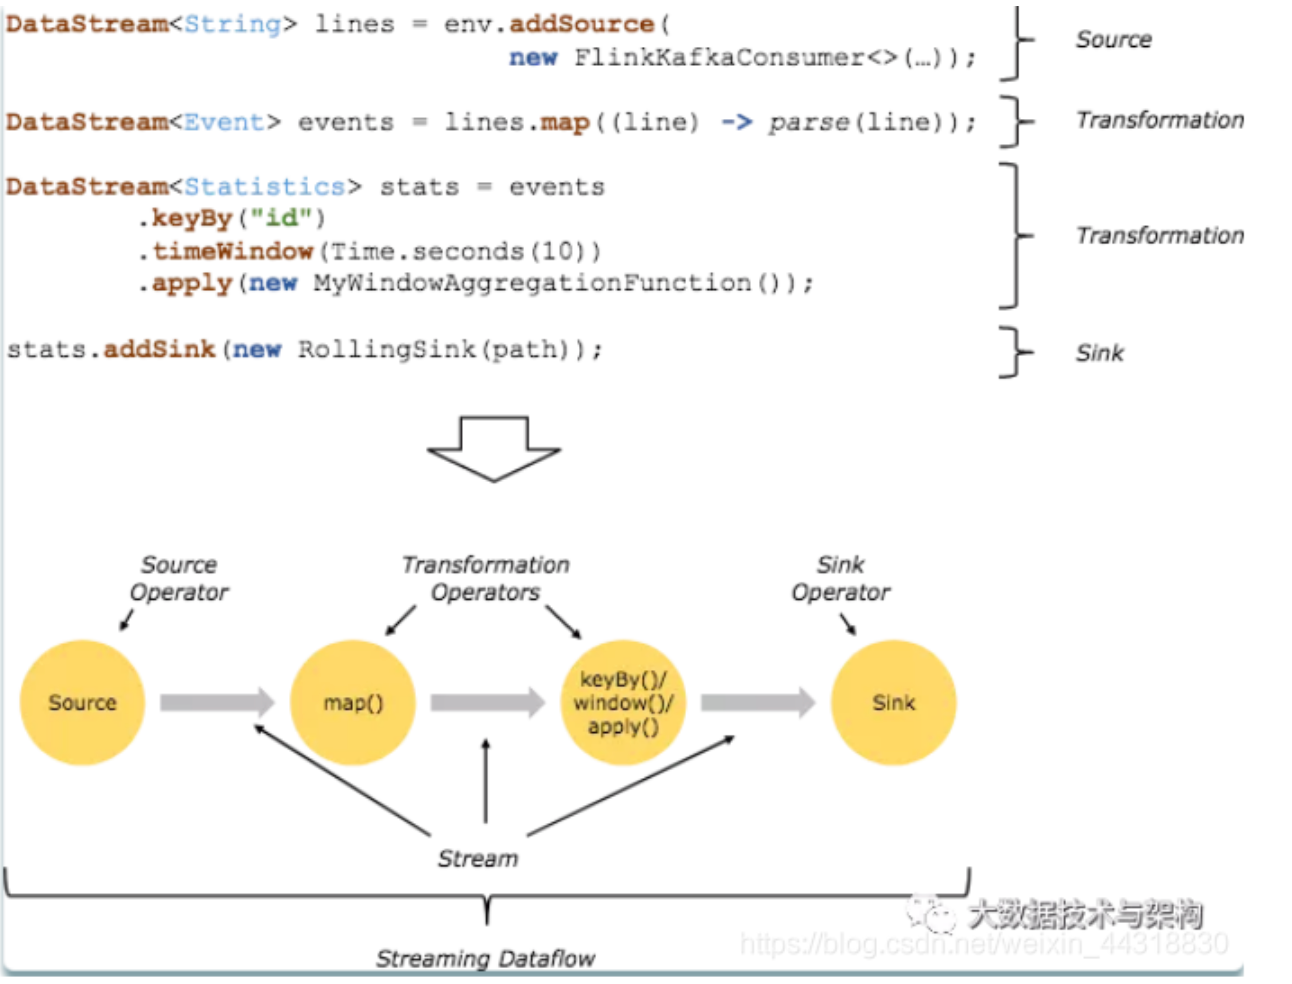 DataStream<String> lines = env.addSource(
Source
new FlinkKafkaConsumer<>(…));
DataStream<Event> events = lines.map((line) -> parse(line));
Transformation
DataStream<Statistics> stats = events
.keyBy("id")
Transformation
.timeWindow(Time.seconds(10))
.apply(new MyWindowAggregationFunction());
stats.addSink(new RollingSink(path));
Sink
Source
Operator
Transformation
Operators
Sink
Operator
Source
map()
keyBy()/
window()/
apply()
Sink
Stream
Streaming Dataflow
大数据技术与架构
https://blog.csdn.net/weixin_44318830